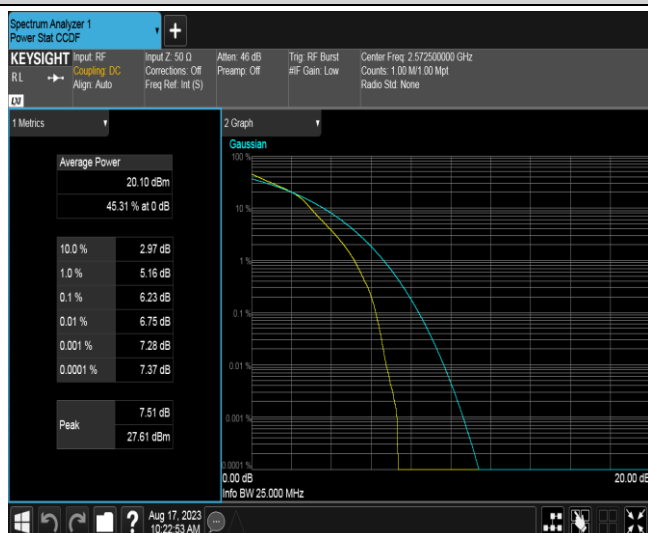 Spectrum Analyzer 1
Power Stat CCDF
+
KEYSIGHT
RL
LXI
Input: RF
Coupling: DC
Align: Auto
Input Z: 50 Ω
Corrections: Off
Freq Ref: Int (S)
Atten: 46 dB
Preamp: Off
Trig: RF Burst
#IF Gain: Low
Center Freq: 2.572500000 GHz
Counts: 1.00 M/1.00 Mpt
Radio Std: None
1 Metrics
Average Power
20.10 dBm
45.31 % at 0 dB
10.0 % 2.97 dB
1.0 % 5.16 dB
0.1 % 6.23 dB
0.01 % 6.75 dB
0.001 % 7.28 dB
0.0001 % 7.37 dB
Peak
7.51 dB
27.61 dBm
2 Graph
Gaussian
100 %
10 %
1 %
0.1 %
0.01 %
0.001 %
0.0001 %
0.00 dB
20.00 dB
Info BW 25.000 MHz
?
Aug 17, 2023
10:22:53 AM